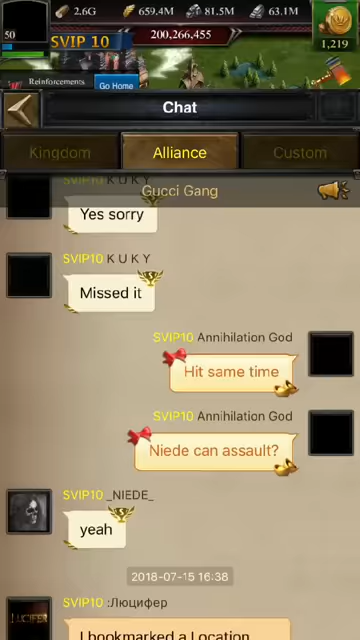 2.6G 659.4M 81.5M 63.1M
50
SVIP 10
200,266,455
1,219
Reinforcements
Go Home
Chat
Kingdom Alliance Custom
Gucci Gang
SVIP10 K U K Y
Yes sorry
SVIP10 K U K Y
Missed it
SVIP10 Annihilation God
Hit same time
SVIP10 Annihilation God
Niede can assault?
SVIP10 _NIEDE_
yeah
2018-07-15 16:38
SVIP10 :Люцифер
LUCIFER
I bookmarked a Location